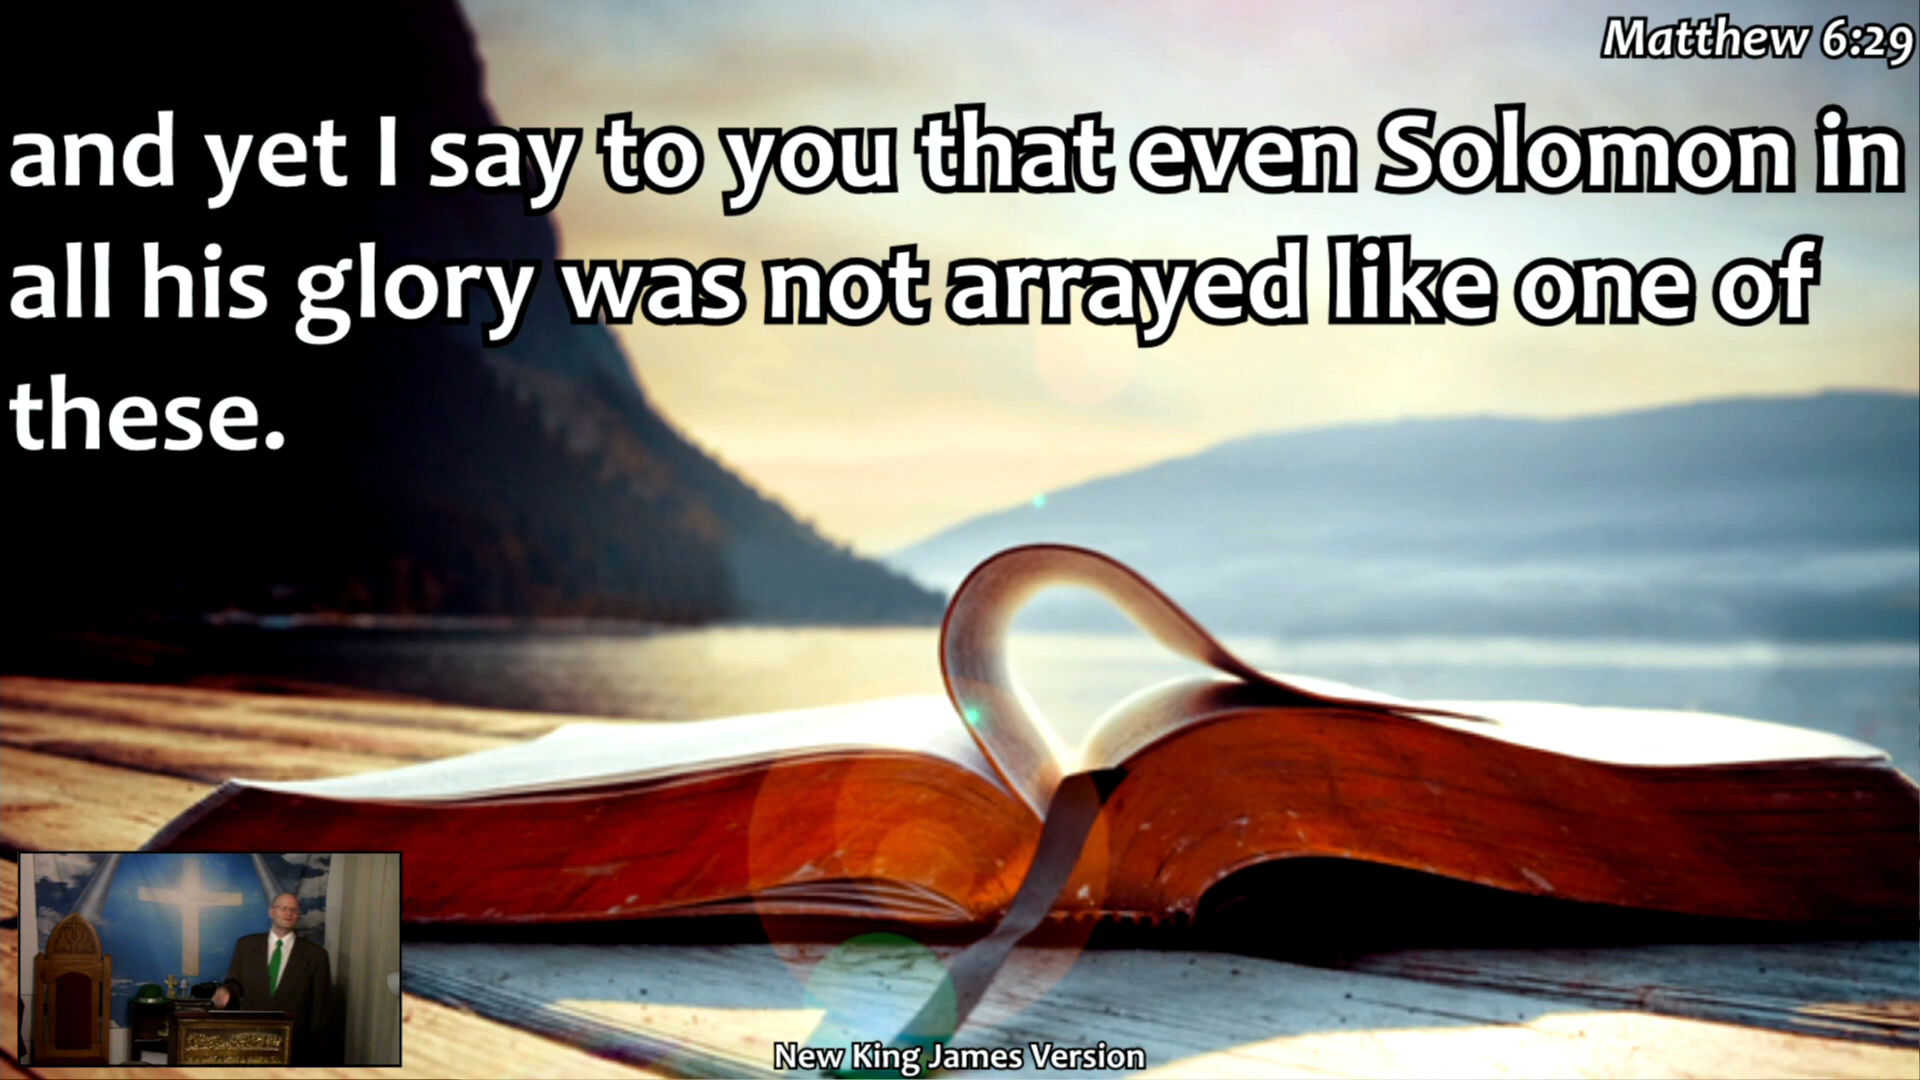 Matthew 6:29
and yet I say to you that even Solomon in
all his glory was not arrayed like one of
these.
New King James Version